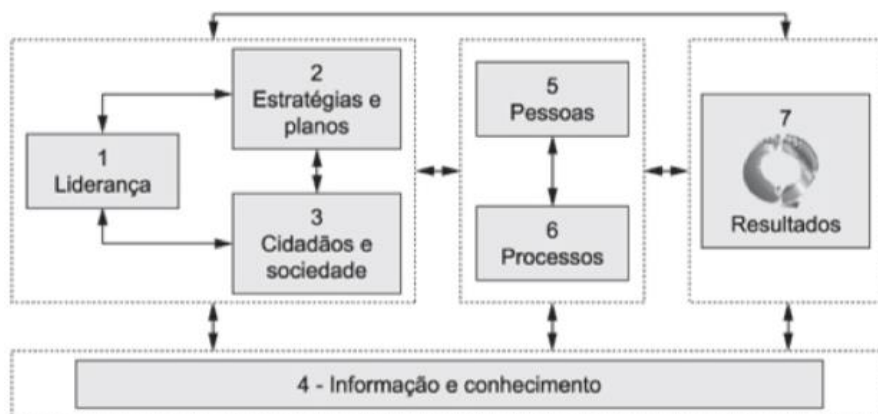 1
Liderança
2
Estratégias e
planos
3
Cidadãos e
sociedade
5
Pessoas
6
Processos
7
Resultados
4 - Informação e conhecimento